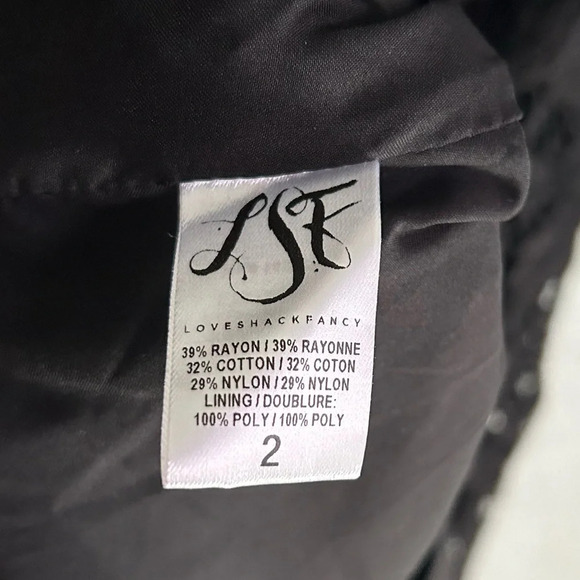 LSF
LOVESHACKFANCY
39% RAYON / 39% RAYONNE
32% COTTON / 32% COTON
29% NYLON / 29% NYLON
LINING / DOUBLURE:
100% POLY / 100% POLY
2